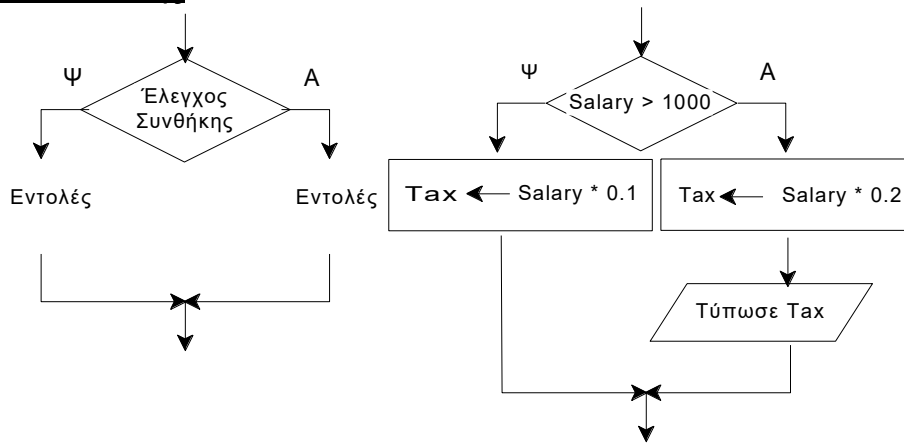 Ψ
Α
Έλεγχος
Συνθήκης
Εντολές
Εντολές
Ψ
Α
Salary > 1000
Tax
Salary * 0.1
Tax
Salary * 0.2
Τύπωσε Tax